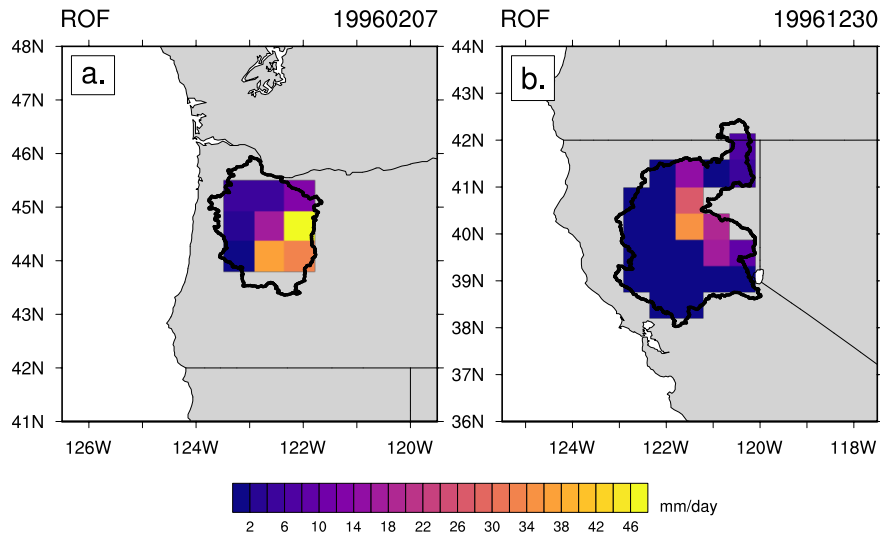 ROF 19960207
a.
48N
47N
46N
45N
44N
43N
42N
41N
126W 124W 122W 120W
ROF 19961230
b.
44N
43N
42N
41N
40N
39N
38N
37N
36N
124W 122W 120W 118W
2 6 10 14 18 22 26 30 34 38 42 46 mm/day